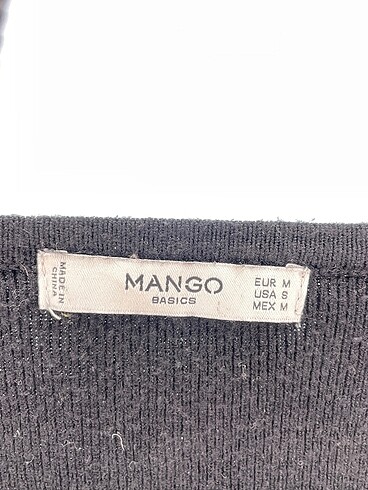 MADE IN
CHINA
MANGO
BASICS
EUR M
USA S
MEX M